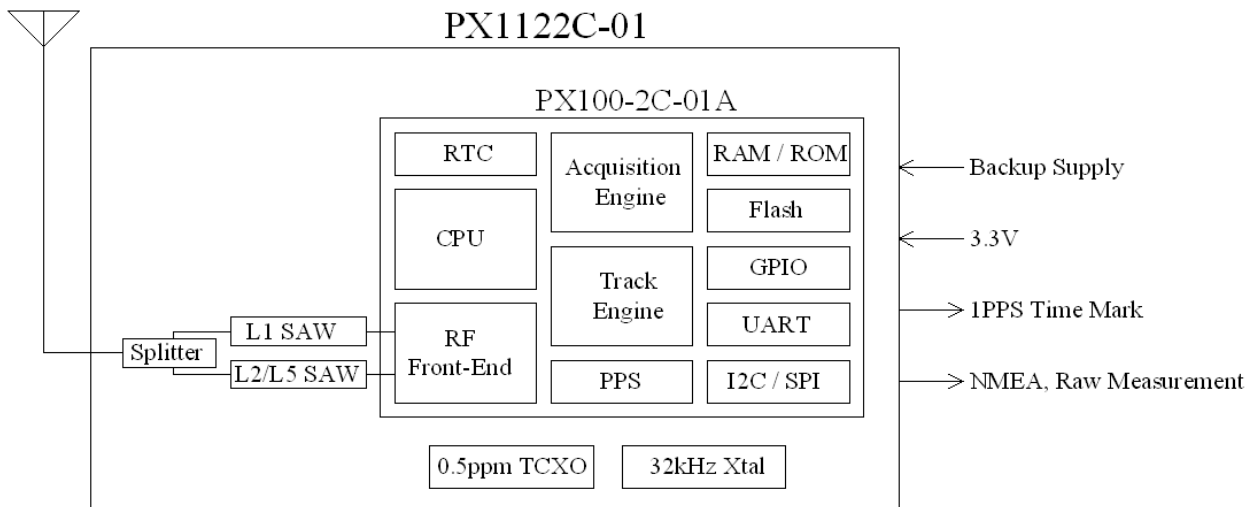 PX1122C-01
PX100-2C-01A
RTC
Acquisition
Engine
RAM / ROM
Backup Supply
CPU
Flash
3.3V
Track
Engine
GPIO
L1 SAW
RF
Front-End
UART
1PPS Time Mark
Splitter
L2/L5 SAW
PPS
I2C / SPI
NMEA, Raw Measurement
0.5ppm TCXO
32kHz Xtal